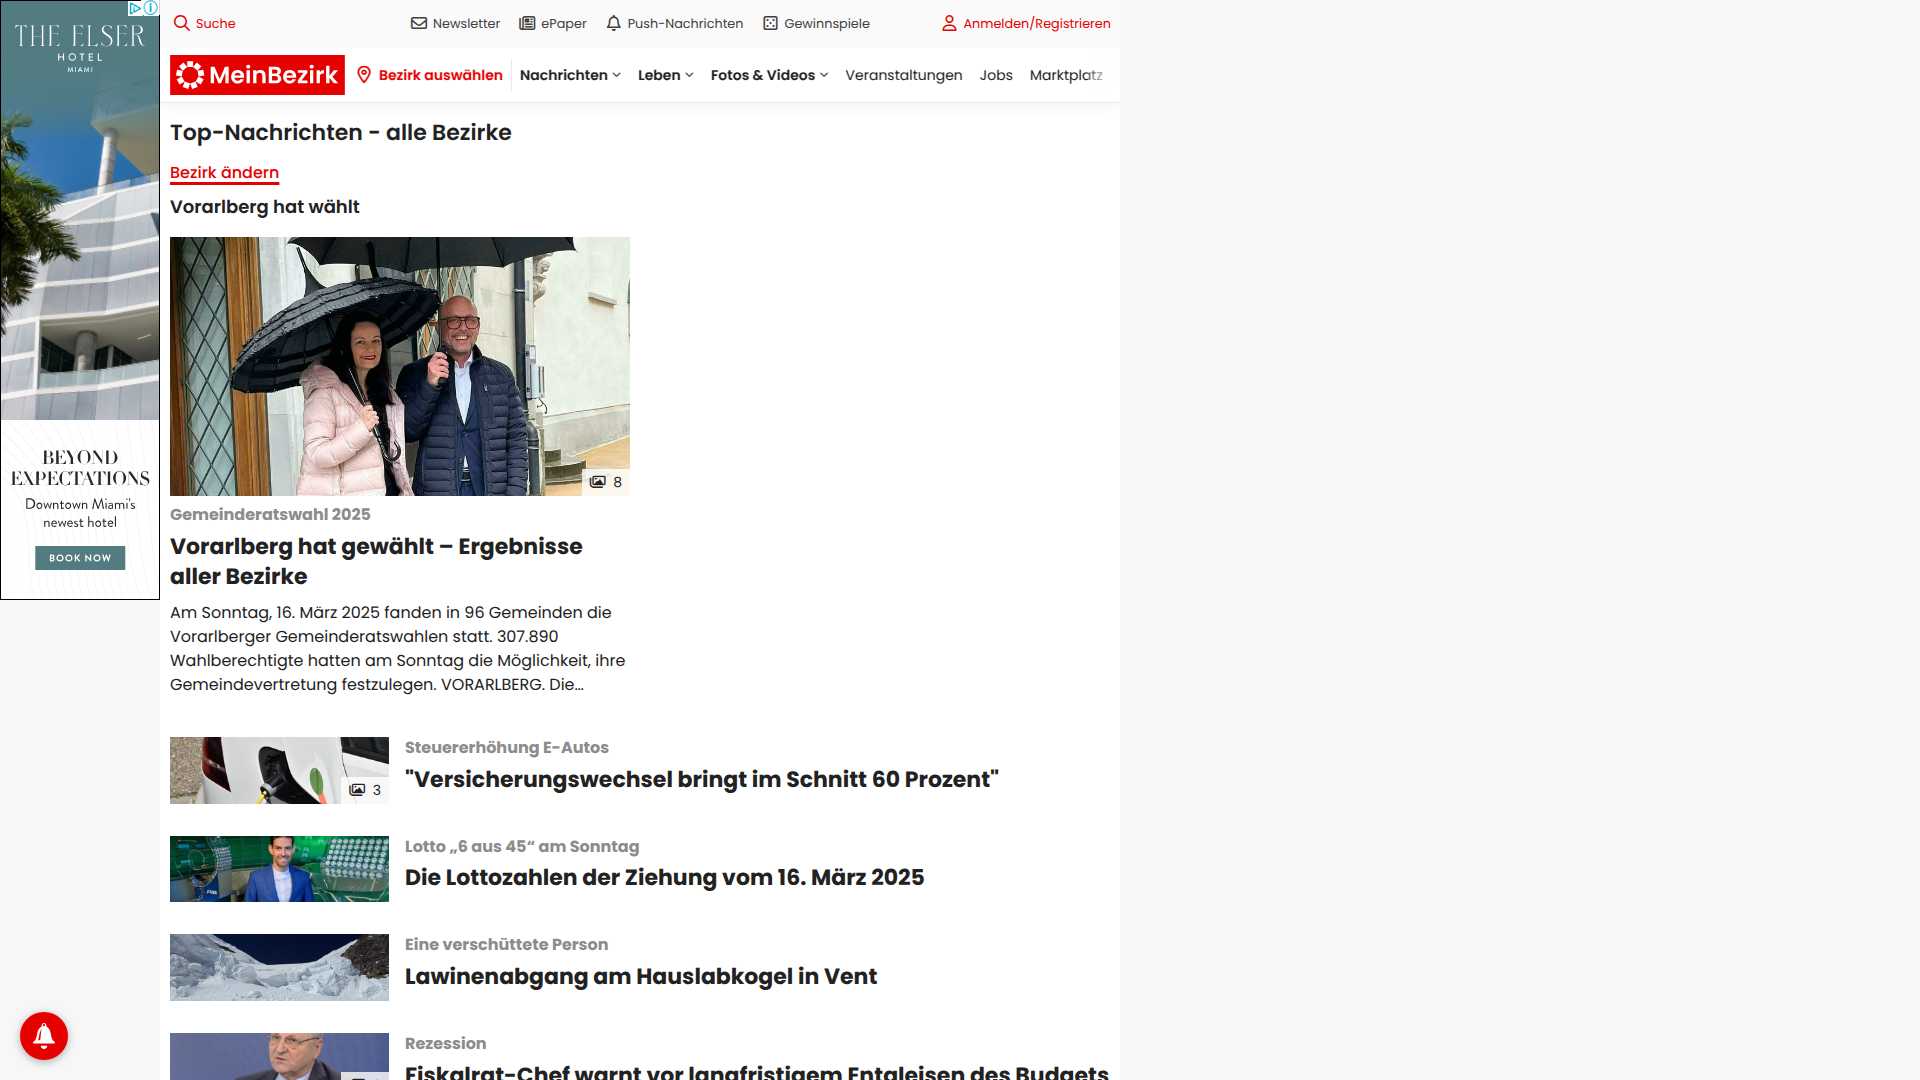 THE ELSER
HOTEL
MIAMI
BEYOND
EXPECTATIONS
Downtown Miami's
newest hotel
BOOK NOW
Suche
Newsletter
ePaper
Push-Nachrichten
Gewinnspiele
Anmelden/Registrieren
MeinBezirk
Bezirk auswählen
Nachrichten
Leben
Fotos & Videos
Veranstaltungen
Jobs
Marktplatz
Top-Nachrichten - alle Bezirke
Bezirk ändern
Vorarlberg hat wählt
8
Gemeinderatswahl 2025
Vorarlberg hat gewählt – Ergebnisse
aller Bezirke
Am Sonntag, 16. März 2025 fanden in 96 Gemeinden die
Vorarlberger Gemeinderatswahlen statt. 307.890
Wahlberechtigte hatten am Sonntag die Möglichkeit, ihre
Gemeindevertretung festzulegen. VORARLBERG. Die...
3
Steuererhöhung E-Autos
"Versicherungswechsel bringt im Schnitt 60 Prozent"
Lotto „6 aus 45“ am Sonntag
Die Lottozahlen der Ziehung vom 16. März 2025
Eine verschüttete Person
Lawinenabgang am Hauslabkogel in Vent
Rezession
Fiskalrat-Chef warnt vor langfristigem Entgleisen des Budgets